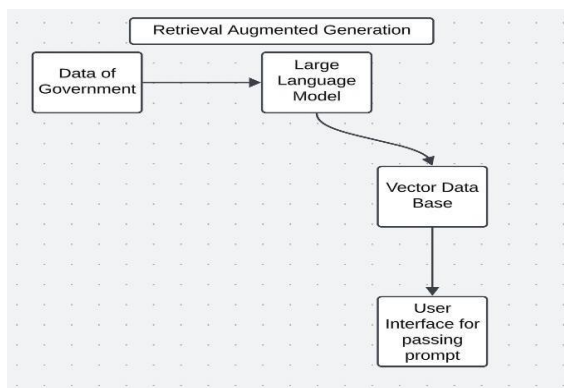 Retrieval Augmented Generation
Data of
Government
Large
Language
Model
Vector Data
Base
User
Interface for
passing
prompt